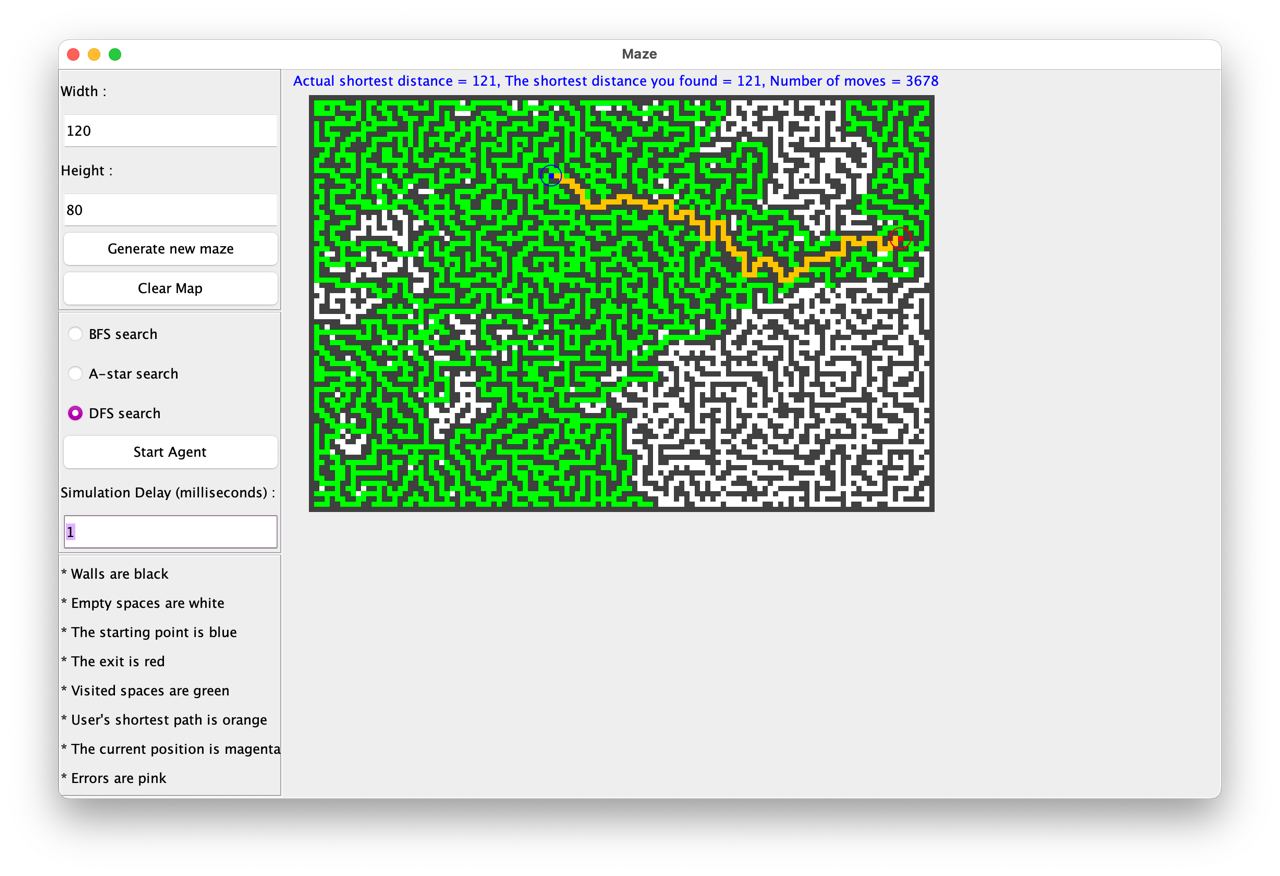 Maze
Width :
120
Height :
80
Generate new maze
Clear Map
BFS search
A-star search
DFS search
Start Agent
Simulation Delay (milliseconds) :
1
* Walls are black
* Empty spaces are white
* The starting point is blue
* The exit is red
* Visited spaces are green
* User's shortest path is orange
* The current position is magenta
* Errors are pink
Actual shortest distance = 121, The shortest distance you found = 121, Number of moves = 3678